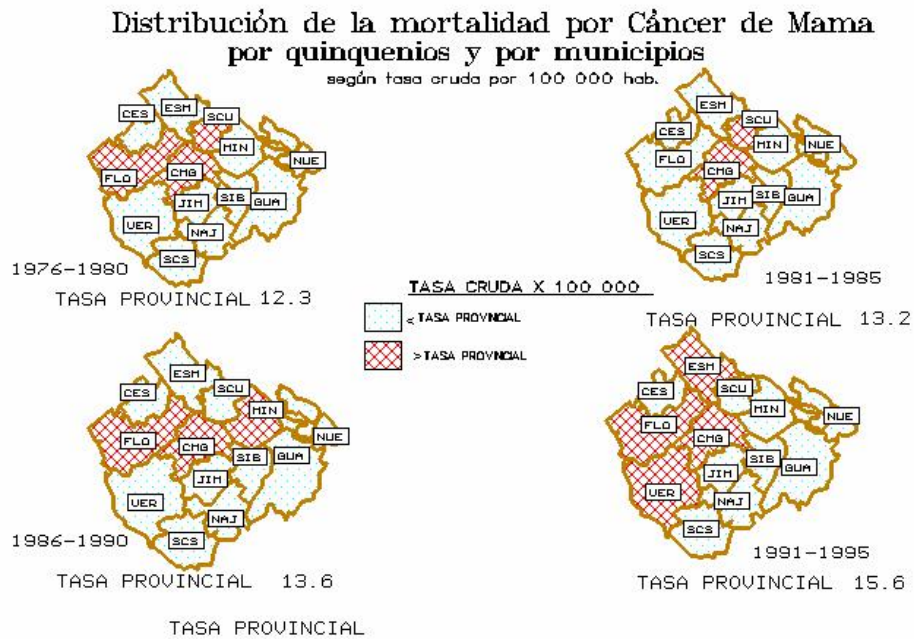 Distribución de la mortalidad por Cáncer de Mama
por quinquenios y por municipios
según tasa cruda por 100 000 hab.
CES
ESM
SCU
MIN
NUE
FLO
CMG
JIM
SIB
GUA
VER
NAJ
SCS
1976-1980
TASA PROVINCIAL 12.3
ESM
CES
SCU
MIN
NUE
FLO
CMG
JIM
SIB
GUA
VER
NAJ
SCS
1981-1985
TASA PROVINCIAL 13.2
TASA CRUDA X 100 000
< TASA PROVINCIAL
> TASA PROVINCIAL
ESM
CES
SCU
MIN
NUE
FLO
CMG
SIB
GUA
JIM
VER
NAJ
SCS
1986-1990
TASA PROVINCIAL 13.6
ESM
CES
SCU
MIN
NUE
FLO
CMG
SIB
GUA
JIM
VER
NAJ
SCS
1991-1995
TASA PROVINCIAL 15.6
TASA PROVINCIAL